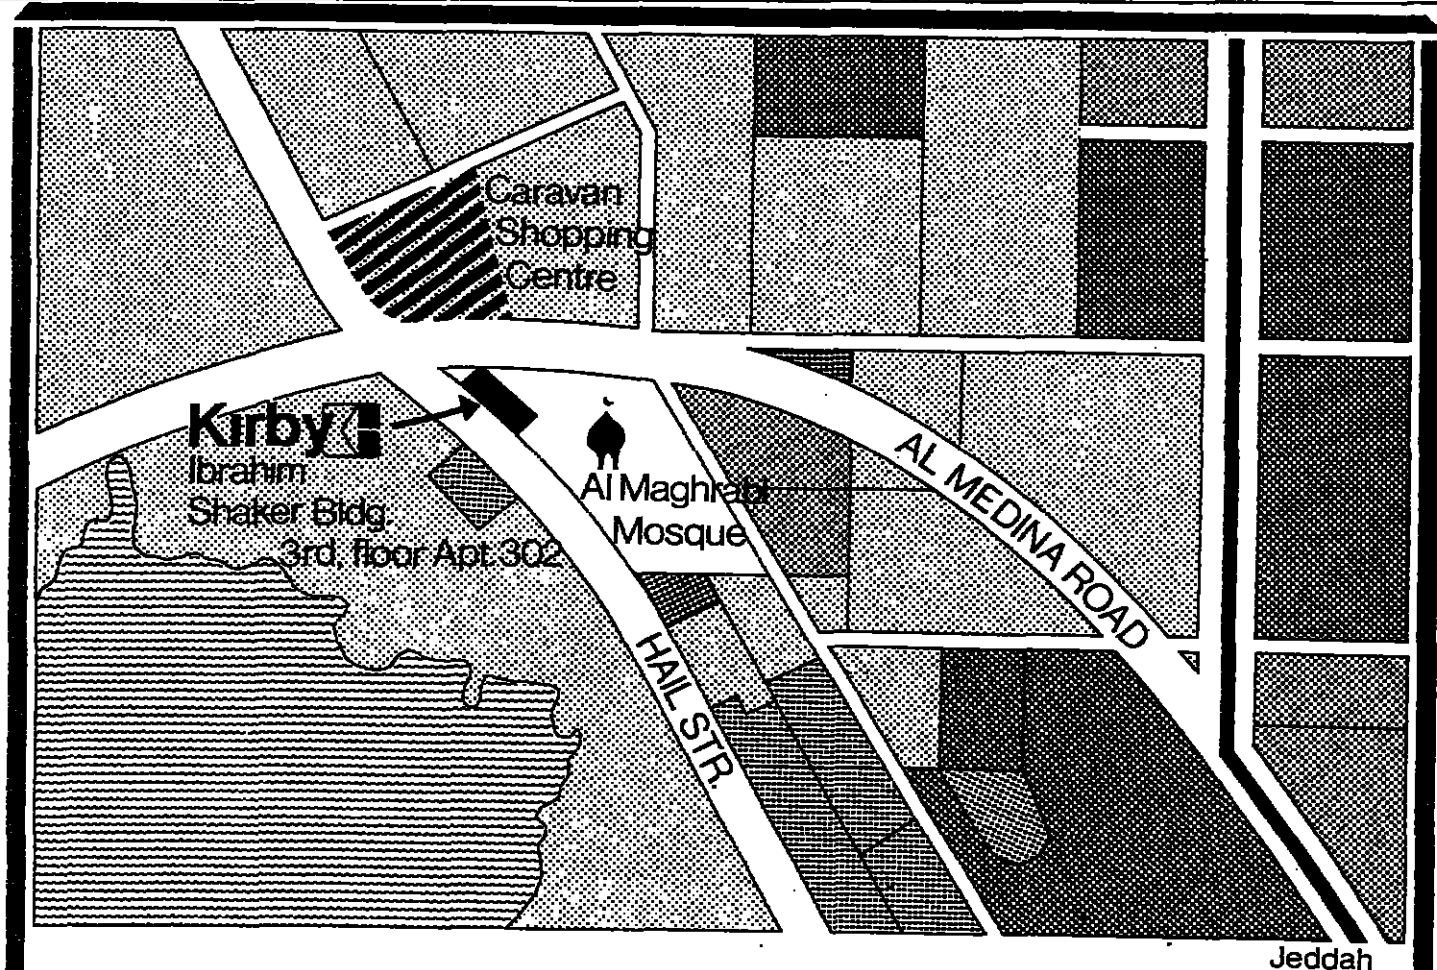 Caravan
Shopping
Centre
Kirby
Ibrahim
Shaker Bldg.
3rd, floor Apt. 302
Al Maghrabi
Mosque
AL MEDINA ROAD
HAIL STR.
Jeddah